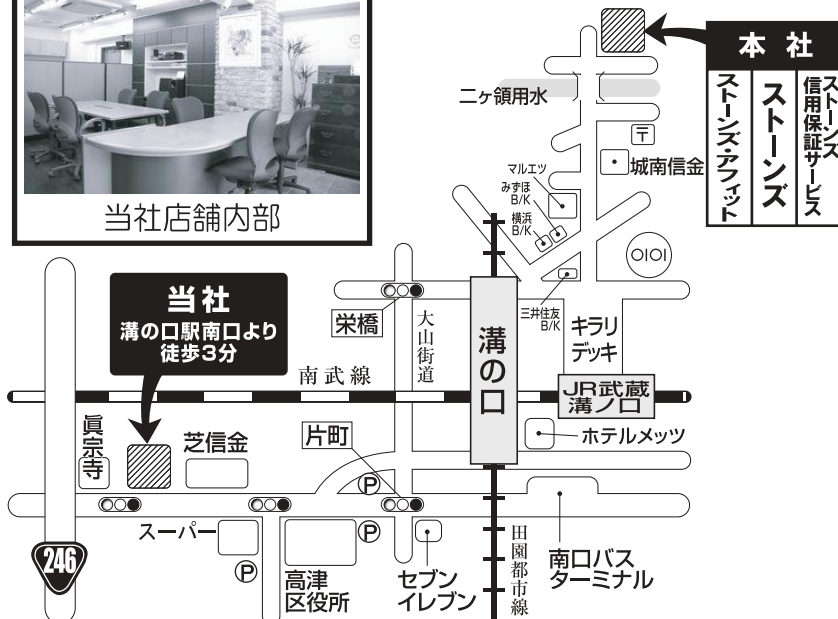 当社店舗内部
本社
ストーンズ
信用保証サービス
ストーンズ
ストーンズ・アフィット
二ヶ領用水
〒
城南信金
マルエツ
みずほ
B/K
横浜
B/K
OIOI
三井住友
B/K
キラリ
デッキ
当社
溝の口駅南口より
徒歩3分
栄橋
大山街道
溝の口
南武線
JR武蔵
溝ノ口
眞宗寺
芝信金
片町
ホテルメッツ
P
スーパー
P
P
246
高津
区役所
セブン
イレブン
田園都市線
南口バス
ターミナル